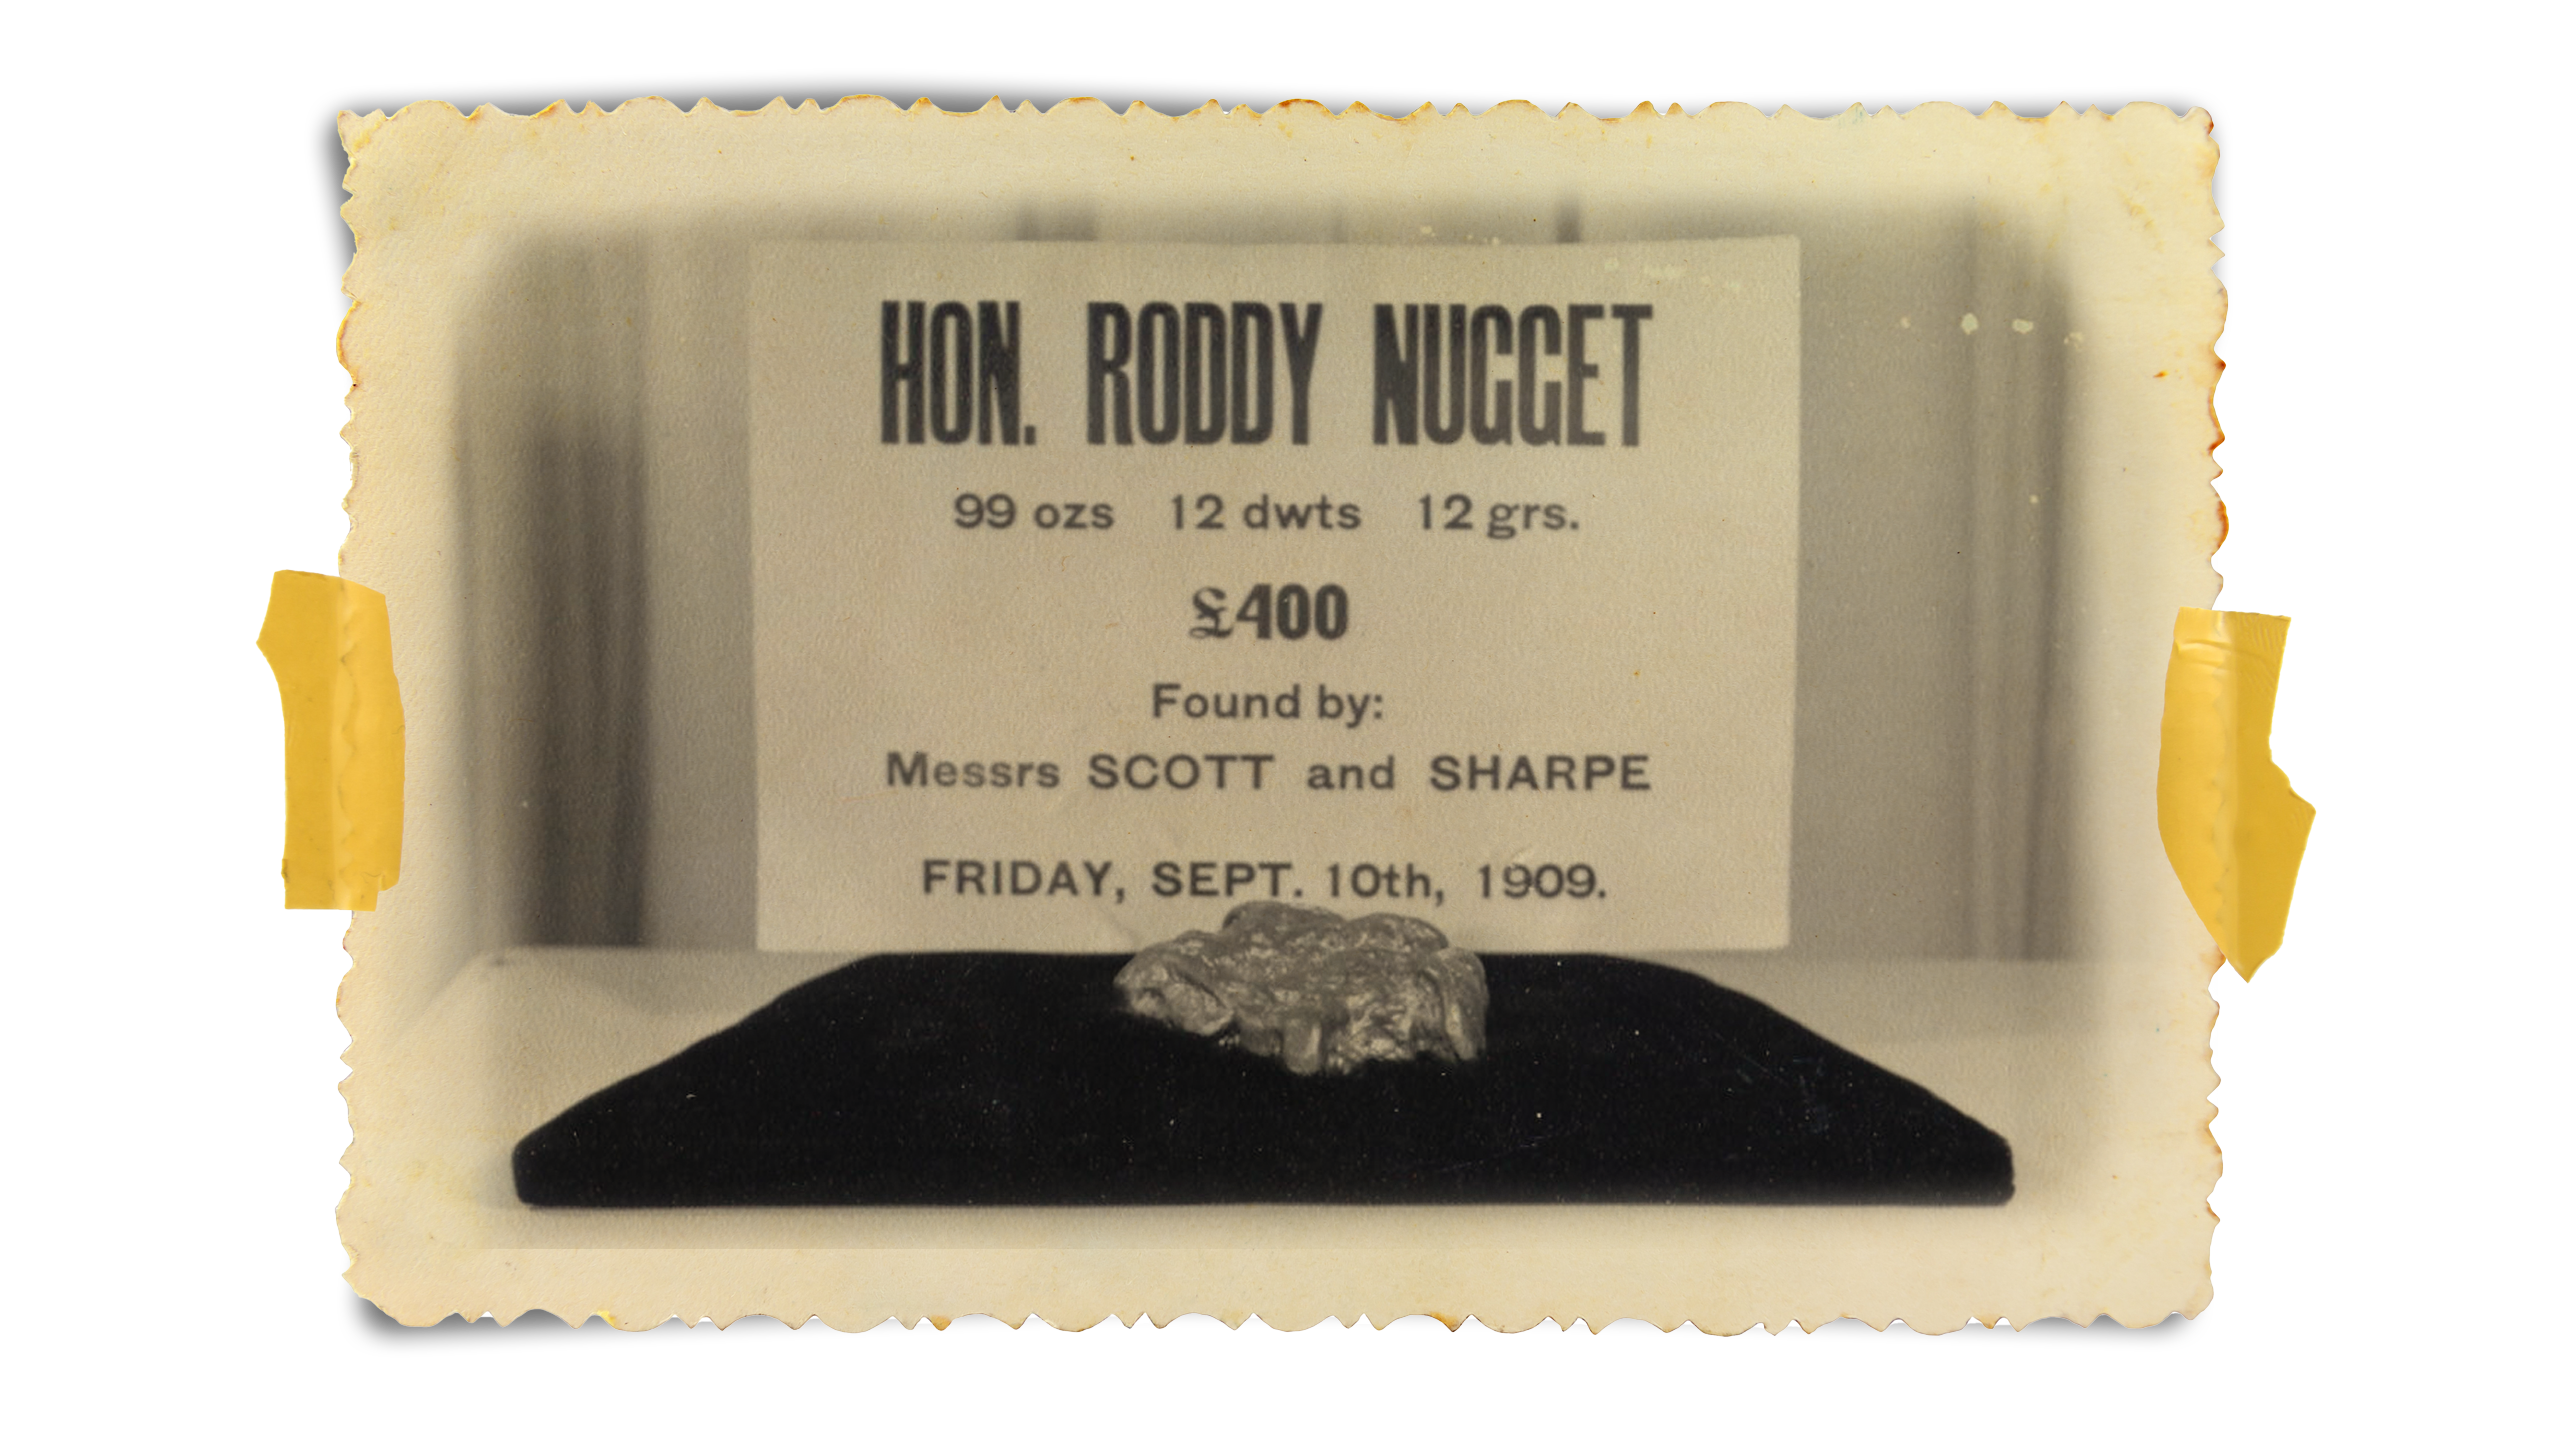 HON. RODDY NUGGET
99 ozs 12 dwts 12 grs.
£400
Found by:
Messrs SCOTT and SHARPE
FRIDAY, SEPT. 10th, 1909.